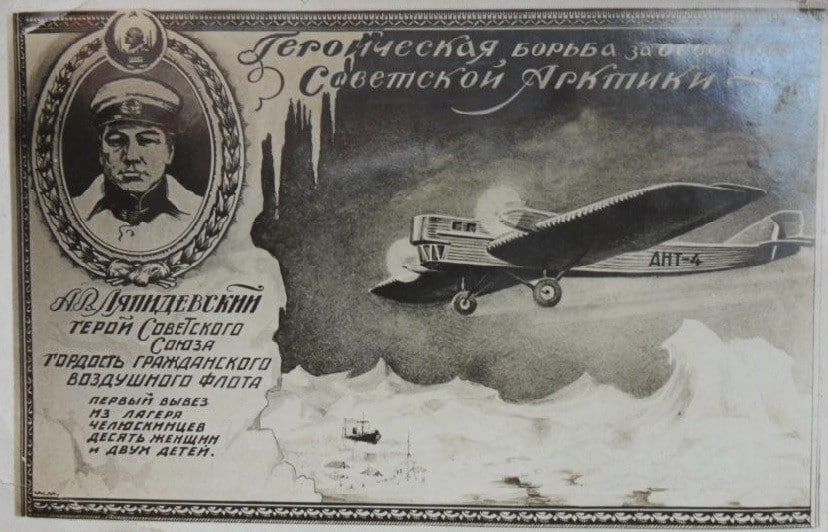 Героическая борьба за
Советской Арктики
А.В. Ляпидевский
Герой Советского
Союза
гордость гражданского
воздушного флота
первый вывез
из лагеря
челюскинцев
десять женщин
и двух детей.
АНТ-4